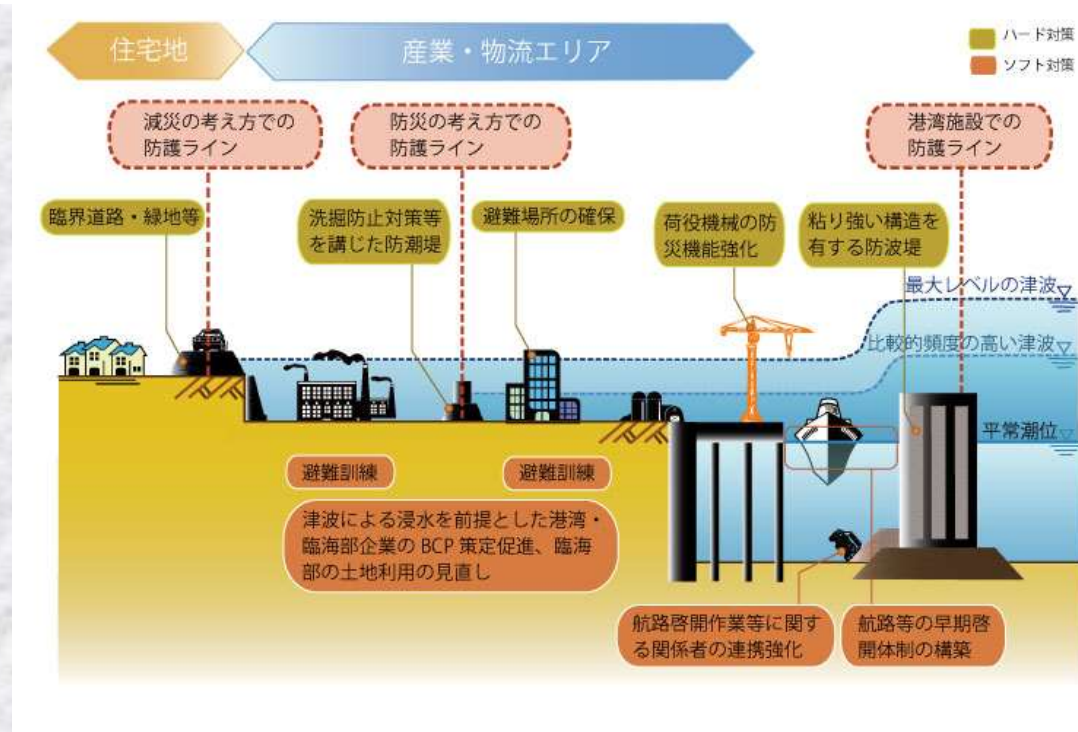 住宅地
産業・物流エリア
ハード対策
ソフト対策
減災の考え方での
防護ライン
防災の考え方での
防護ライン
港湾施設での
防護ライン
臨界道路・緑地等
洗掘防止対策等
を講じた防潮堤
避難場所の確保
荷役機械の防
災機能強化
粘り強い構造を
有する防波堤
最大レベルの津波
比較的頻度の高い津波
平常潮位
避難訓練
避難訓練
津波による浸水を前提とした港湾・
臨海部企業の BCP 策定促進、臨海
部の土地利用の見直し
航路啓開作業等に関す
る関係者の連携強化
航路等の早期啓
開体制の構築